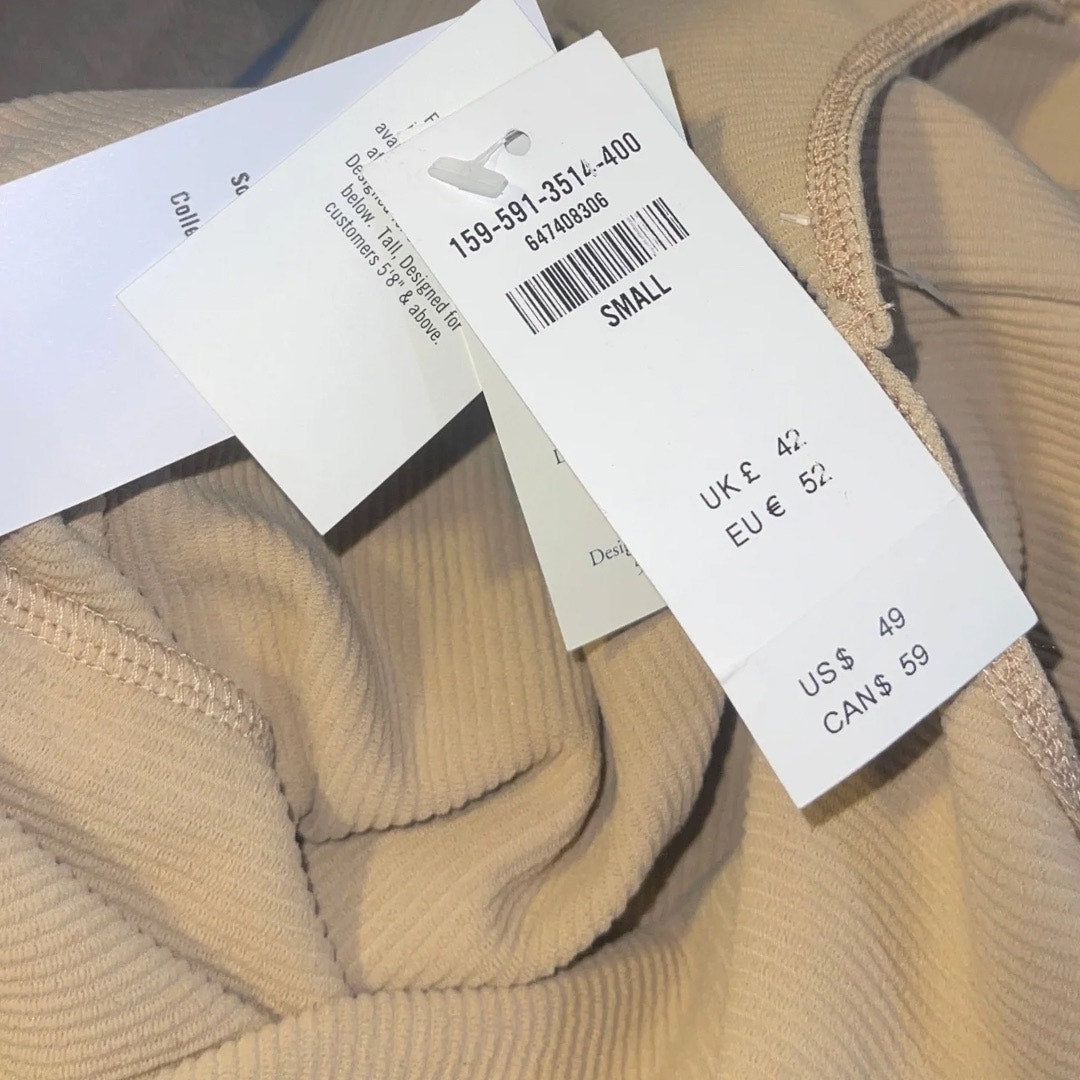 Colle
Designed
below. Tall, Designed for
customers 5'8" & above.
159-591-3514-400
647408306
SMALL
UK £ 42
EU € 52
US$ 49
CAN$ 59